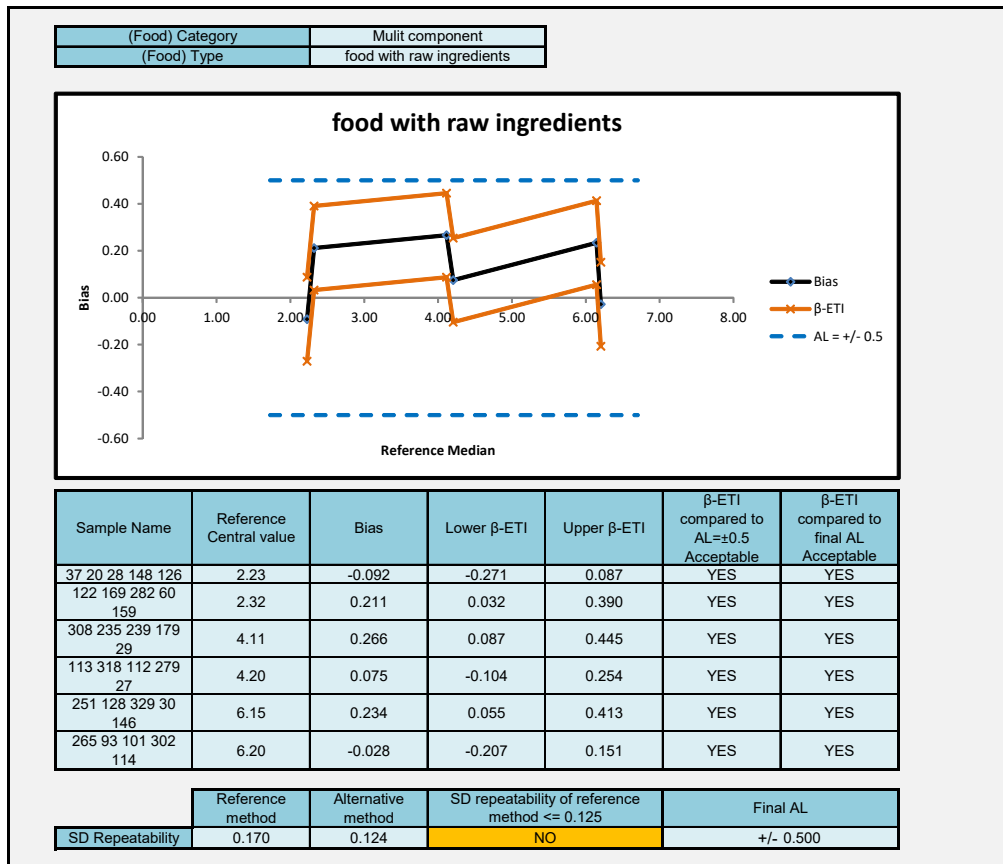 (Food) Category Mulit component
(Food) Type food with raw ingredients
food with raw ingredients
0.60
0.40
0.20
0.00
-0.20
-0.40
-0.60
0.00 1.00 2.00 3.00 4.00 5.00 6.00 7.00 8.00
Bias
Reference Median
Bias
β-ETI
AL = +/- 0.5
Sample Name Reference Central value Bias Lower β-ETI Upper β-ETI β-ETI compared to AL=±0.5 Acceptable β-ETI compared to final AL Acceptable
37 20 28 148 126 2.23 -0.092 -0.271 0.087 YES YES
122 169 282 60
159 2.32 0.211 0.032 0.390 YES YES
308 235 239 179
29 4.11 0.266 0.087 0.445 YES YES
113 318 112 279
27 4.20 0.075 -0.104 0.254 YES YES
251 128 329 30
146 6.15 0.234 0.055 0.413 YES YES
265 93 101 302
114 6.20 -0.028 -0.207 0.151 YES YES
Reference method Alternative method SD repeatability of reference method <= 0.125 Final AL
SD Repeatability 0.170 0.124 NO +/- 0.500